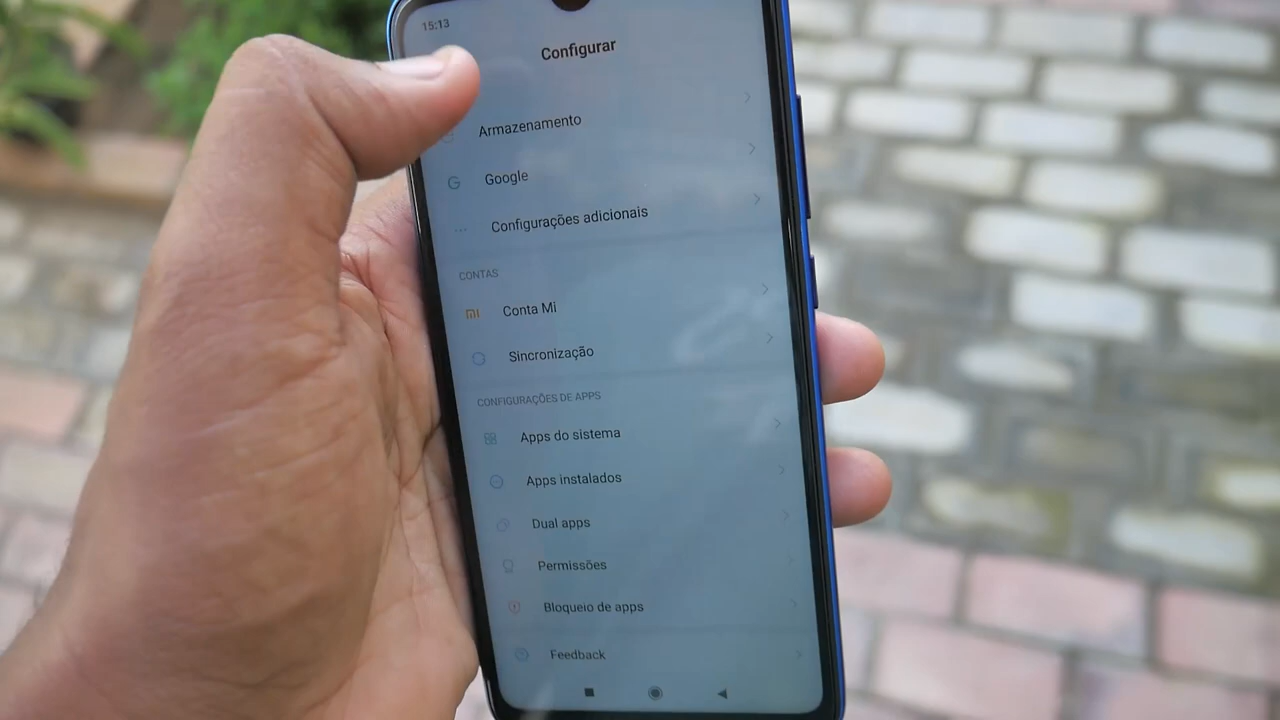 15:13
Configurar
Armazenamento
Google
Configurações adicionais
CONTAS
Conta Mi
Sincronização
CONFIGURAÇÕES DE APPS
Apps do sistema
Apps instalados
Dual apps
Permissões
Bloqueio de apps
Feedback